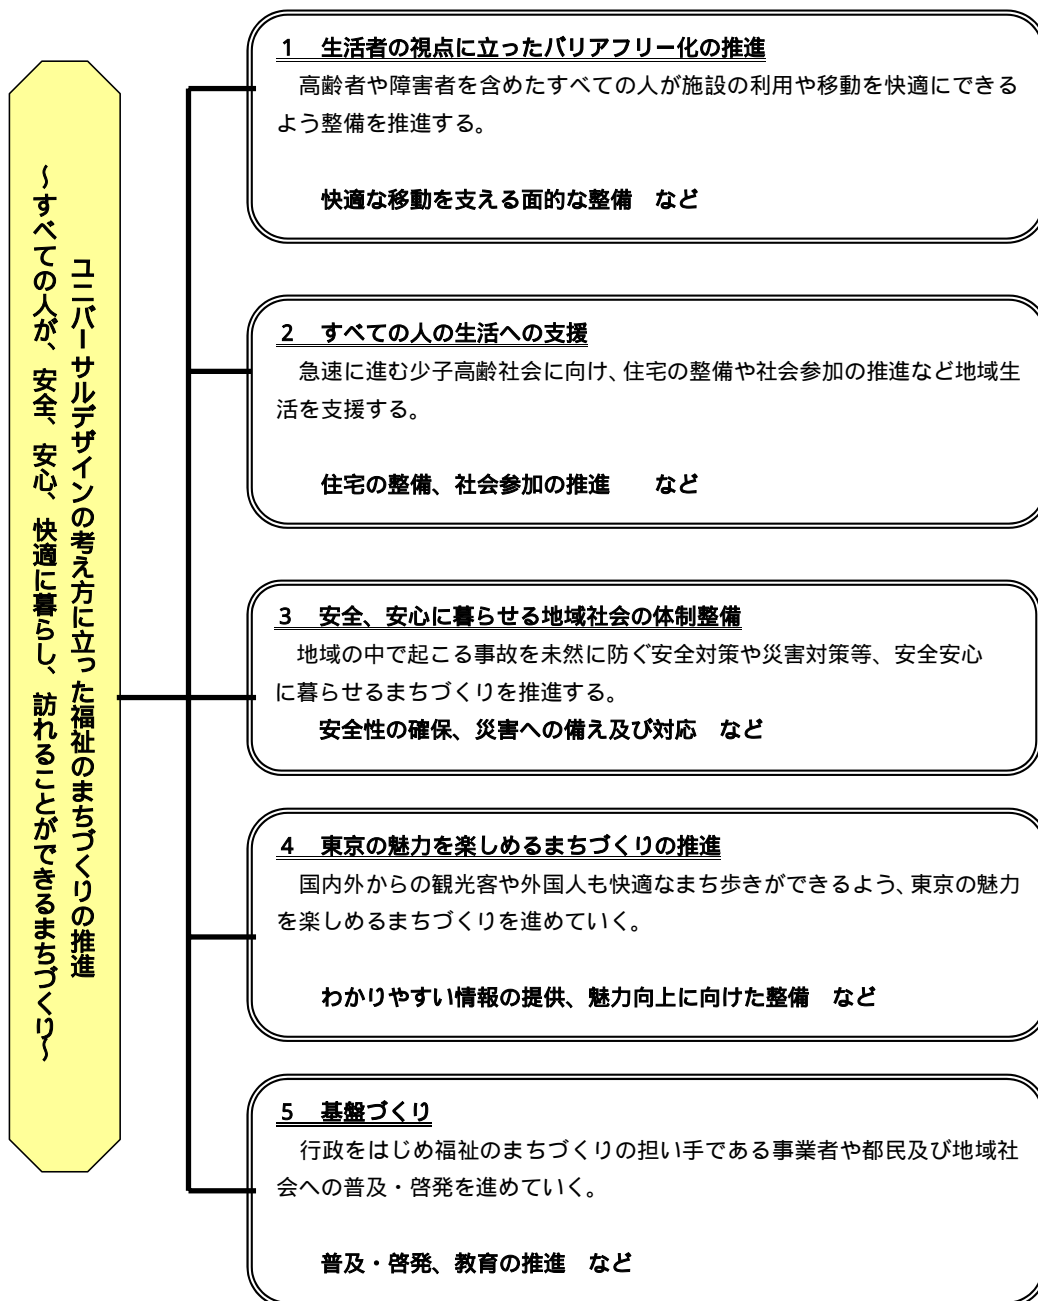 ユニバーサルデザインの考え方に立った福祉のまちづくりの推進
～すべての人が、安全、安心、快適に暮らし、訪れることができるまちづくり～
1　生活者の視点に立ったバリアフリー化の推進
高齢者や障害者を含めたすべての人が施設の利用や移動を快適にできる
よう整備を推進する。
快適な移動を支える面的な整備　など
2　すべての人の生活への支援
急速に進む少子高齢社会に向け、住宅の整備や社会参加の推進など地域生
活を支援する。
住宅の整備、社会参加の推進　　など
3　安全、安心に暮らせる地域社会の体制整備
地域の中で起こる事故を未然に防ぐ安全対策や災害対策等、安全安心
に暮らせるまちづくりを推進する。
安全性の確保、災害への備え及び対応　など
4　東京の魅力を楽しめるまちづくりの推進
国内外からの観光客や外国人も快適なまち歩きができるよう、東京の魅力
を楽しめるまちづくりを進めていく。
わかりやすい情報の提供、魅力向上に向けた整備　など
5　基盤づくり
行政をはじめ福祉のまちづくりの担い手である事業者や都民及び地域社
会への普及・啓発を進めていく。
普及・啓発、教育の推進　など